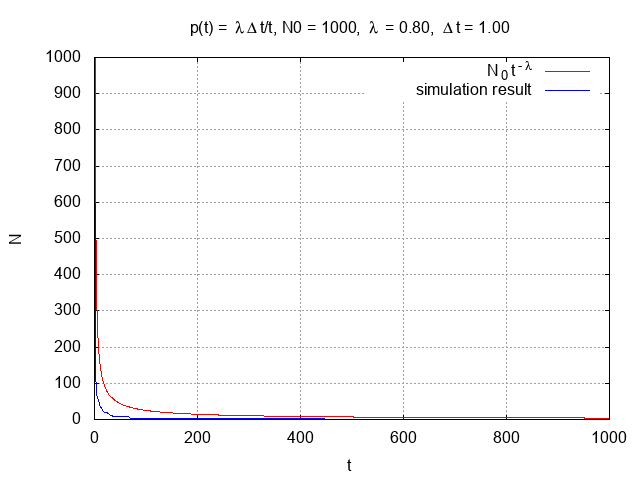 p(t) = λΔt/t, N0 = 1000, λ = 0.80, Δt = 1.00
N₀t^-λ
simulation result
1000
900
800
700
600
500
400
300
200
100
0
N
0 200 400 600 800 1000
t